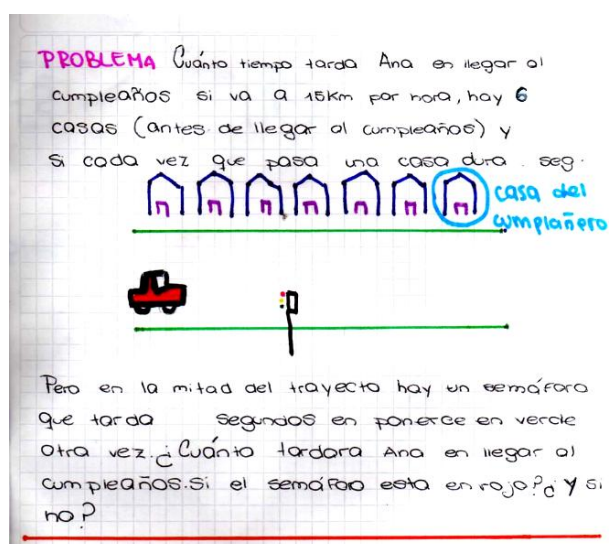 PROBLEMA Cuánto tiempo tarda Ana en llegar al
cumpleaños si va a 15km por hora, hay 6
casas (antes de llegar al cumpleaños) y
si cada vez que pasa una casa dura seg.
casa del
cumplañero
Pero en la mitad del trayecto hay un semáforo
que tarda segundos en ponerce en verde
otra vez. ¿Cuánto tardara Ana en llegar al
cumpleaños. Si el semáforo esta en rojo? ¿Y si
no?